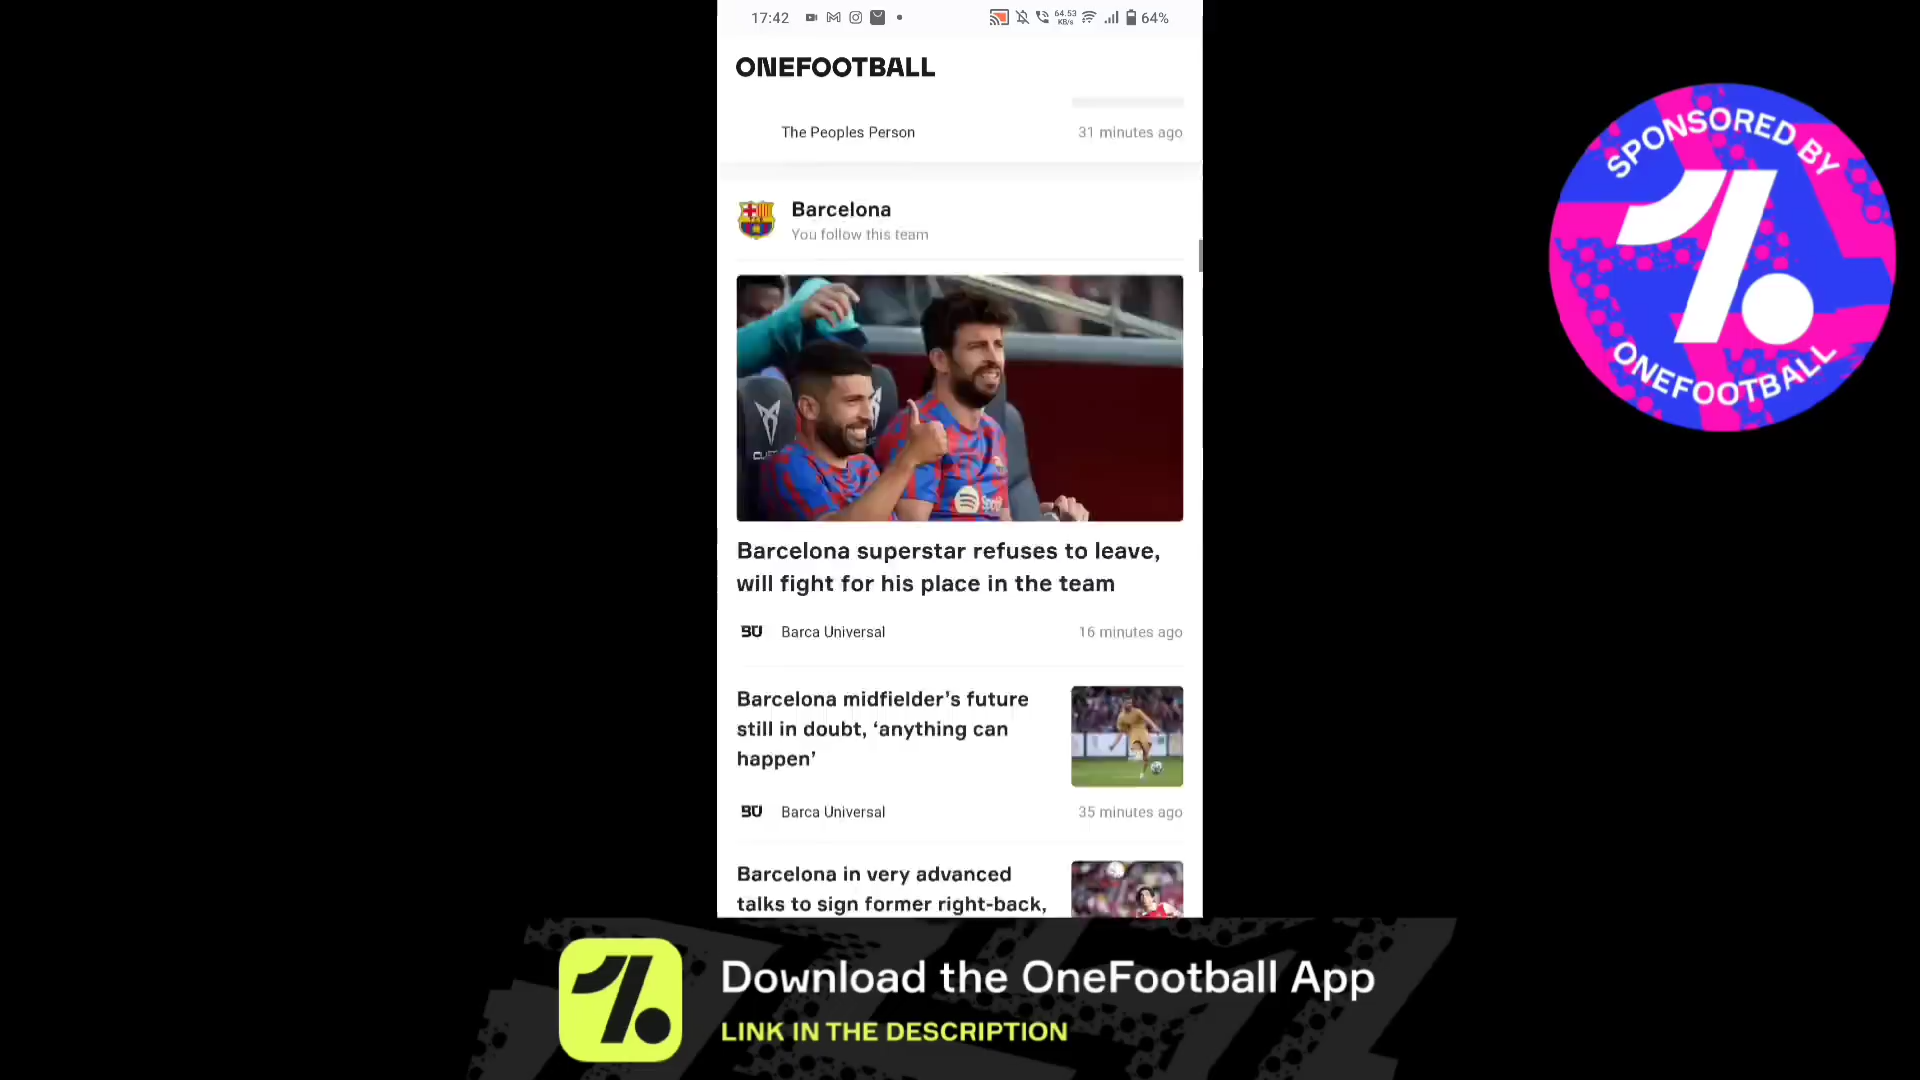 17:42
64.53
KB/s
64%
ONEFOOTBALL
The Peoples Person
31 minutes ago
Barcelona
You follow this team
Barcelona superstar refuses to leave,
will fight for his place in the team
BU Barca Universal
16 minutes ago
Barcelona midfielder’s future
still in doubt, ‘anything can
happen’
BU Barca Universal
35 minutes ago
Barcelona in very advanced
talks to sign former right-back,
SPONSORED BY
ONEFOOTBALL
Download the OneFootball App
LINK IN THE DESCRIPTION